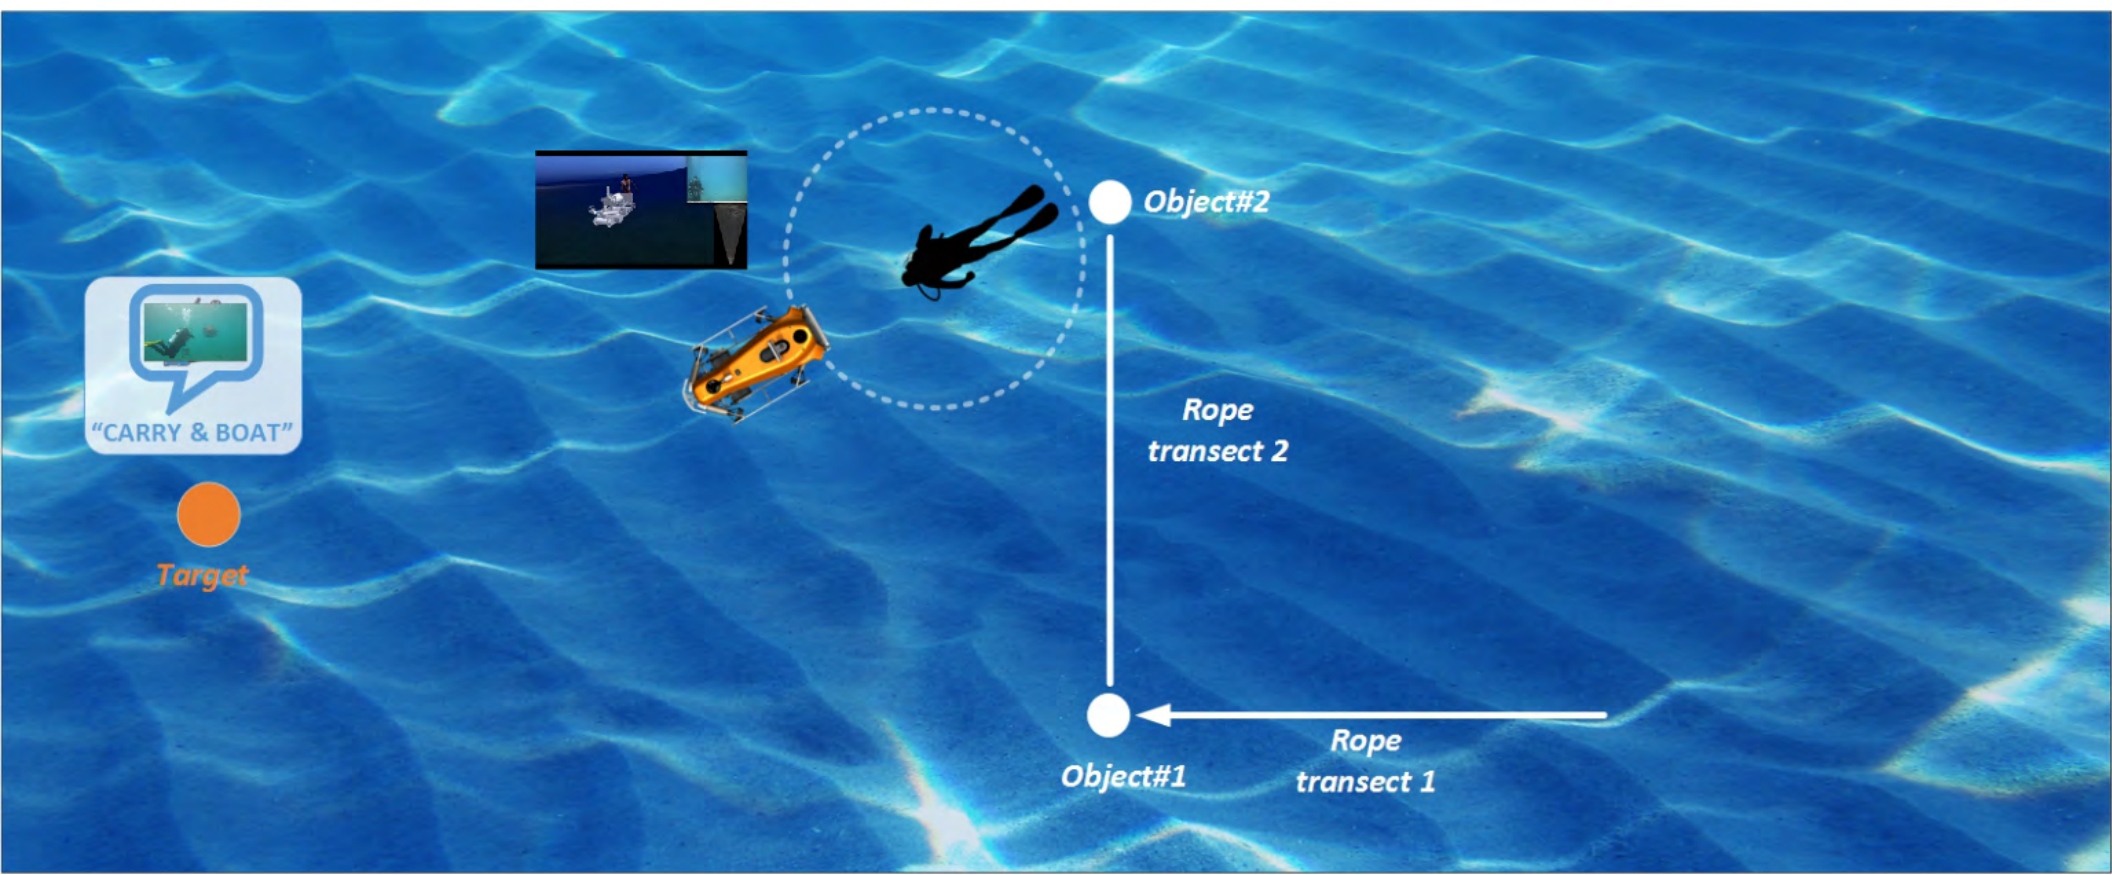 Object#2
Rope
transect 2
"CARRY & BOAT"
Target
Rope
transect 1
Object#1